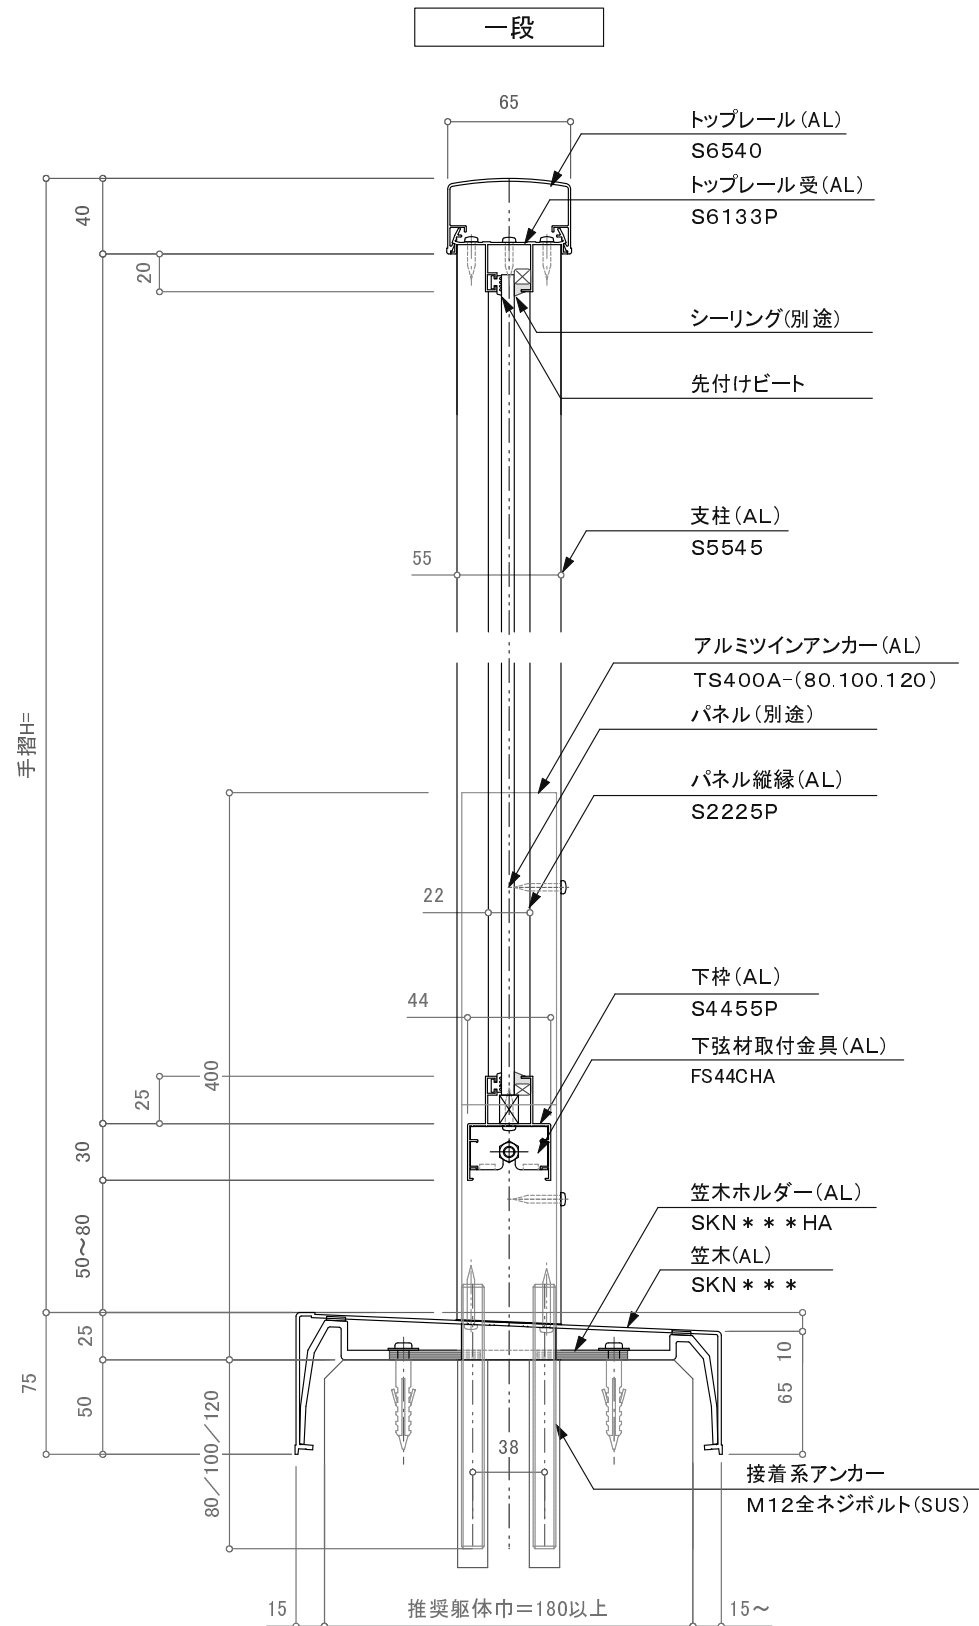 一段
65
トップレール(AL)
S6540
トップレール受(AL)
S6133P
40
20
シーリング(別途)
先付けビート
支柱(AL)
S5545
55
アルミツインアンカー(AL)
TS400A-(80.100.120)
パネル(別途)
手摺H=
パネル縦縁(AL)
S2225P
22
下枠(AL)
S4455P
44
下弦材取付金具(AL)
FS44CHA
400
25
30
笠木ホルダー(AL)
SKN***HA
50~80
笠木(AL)
SKN***
25
10
75
50
65
80/100/120
38
接着系アンカー
M12全ネジボルト(SUS)
15
推奨躯体巾=180以上
15~